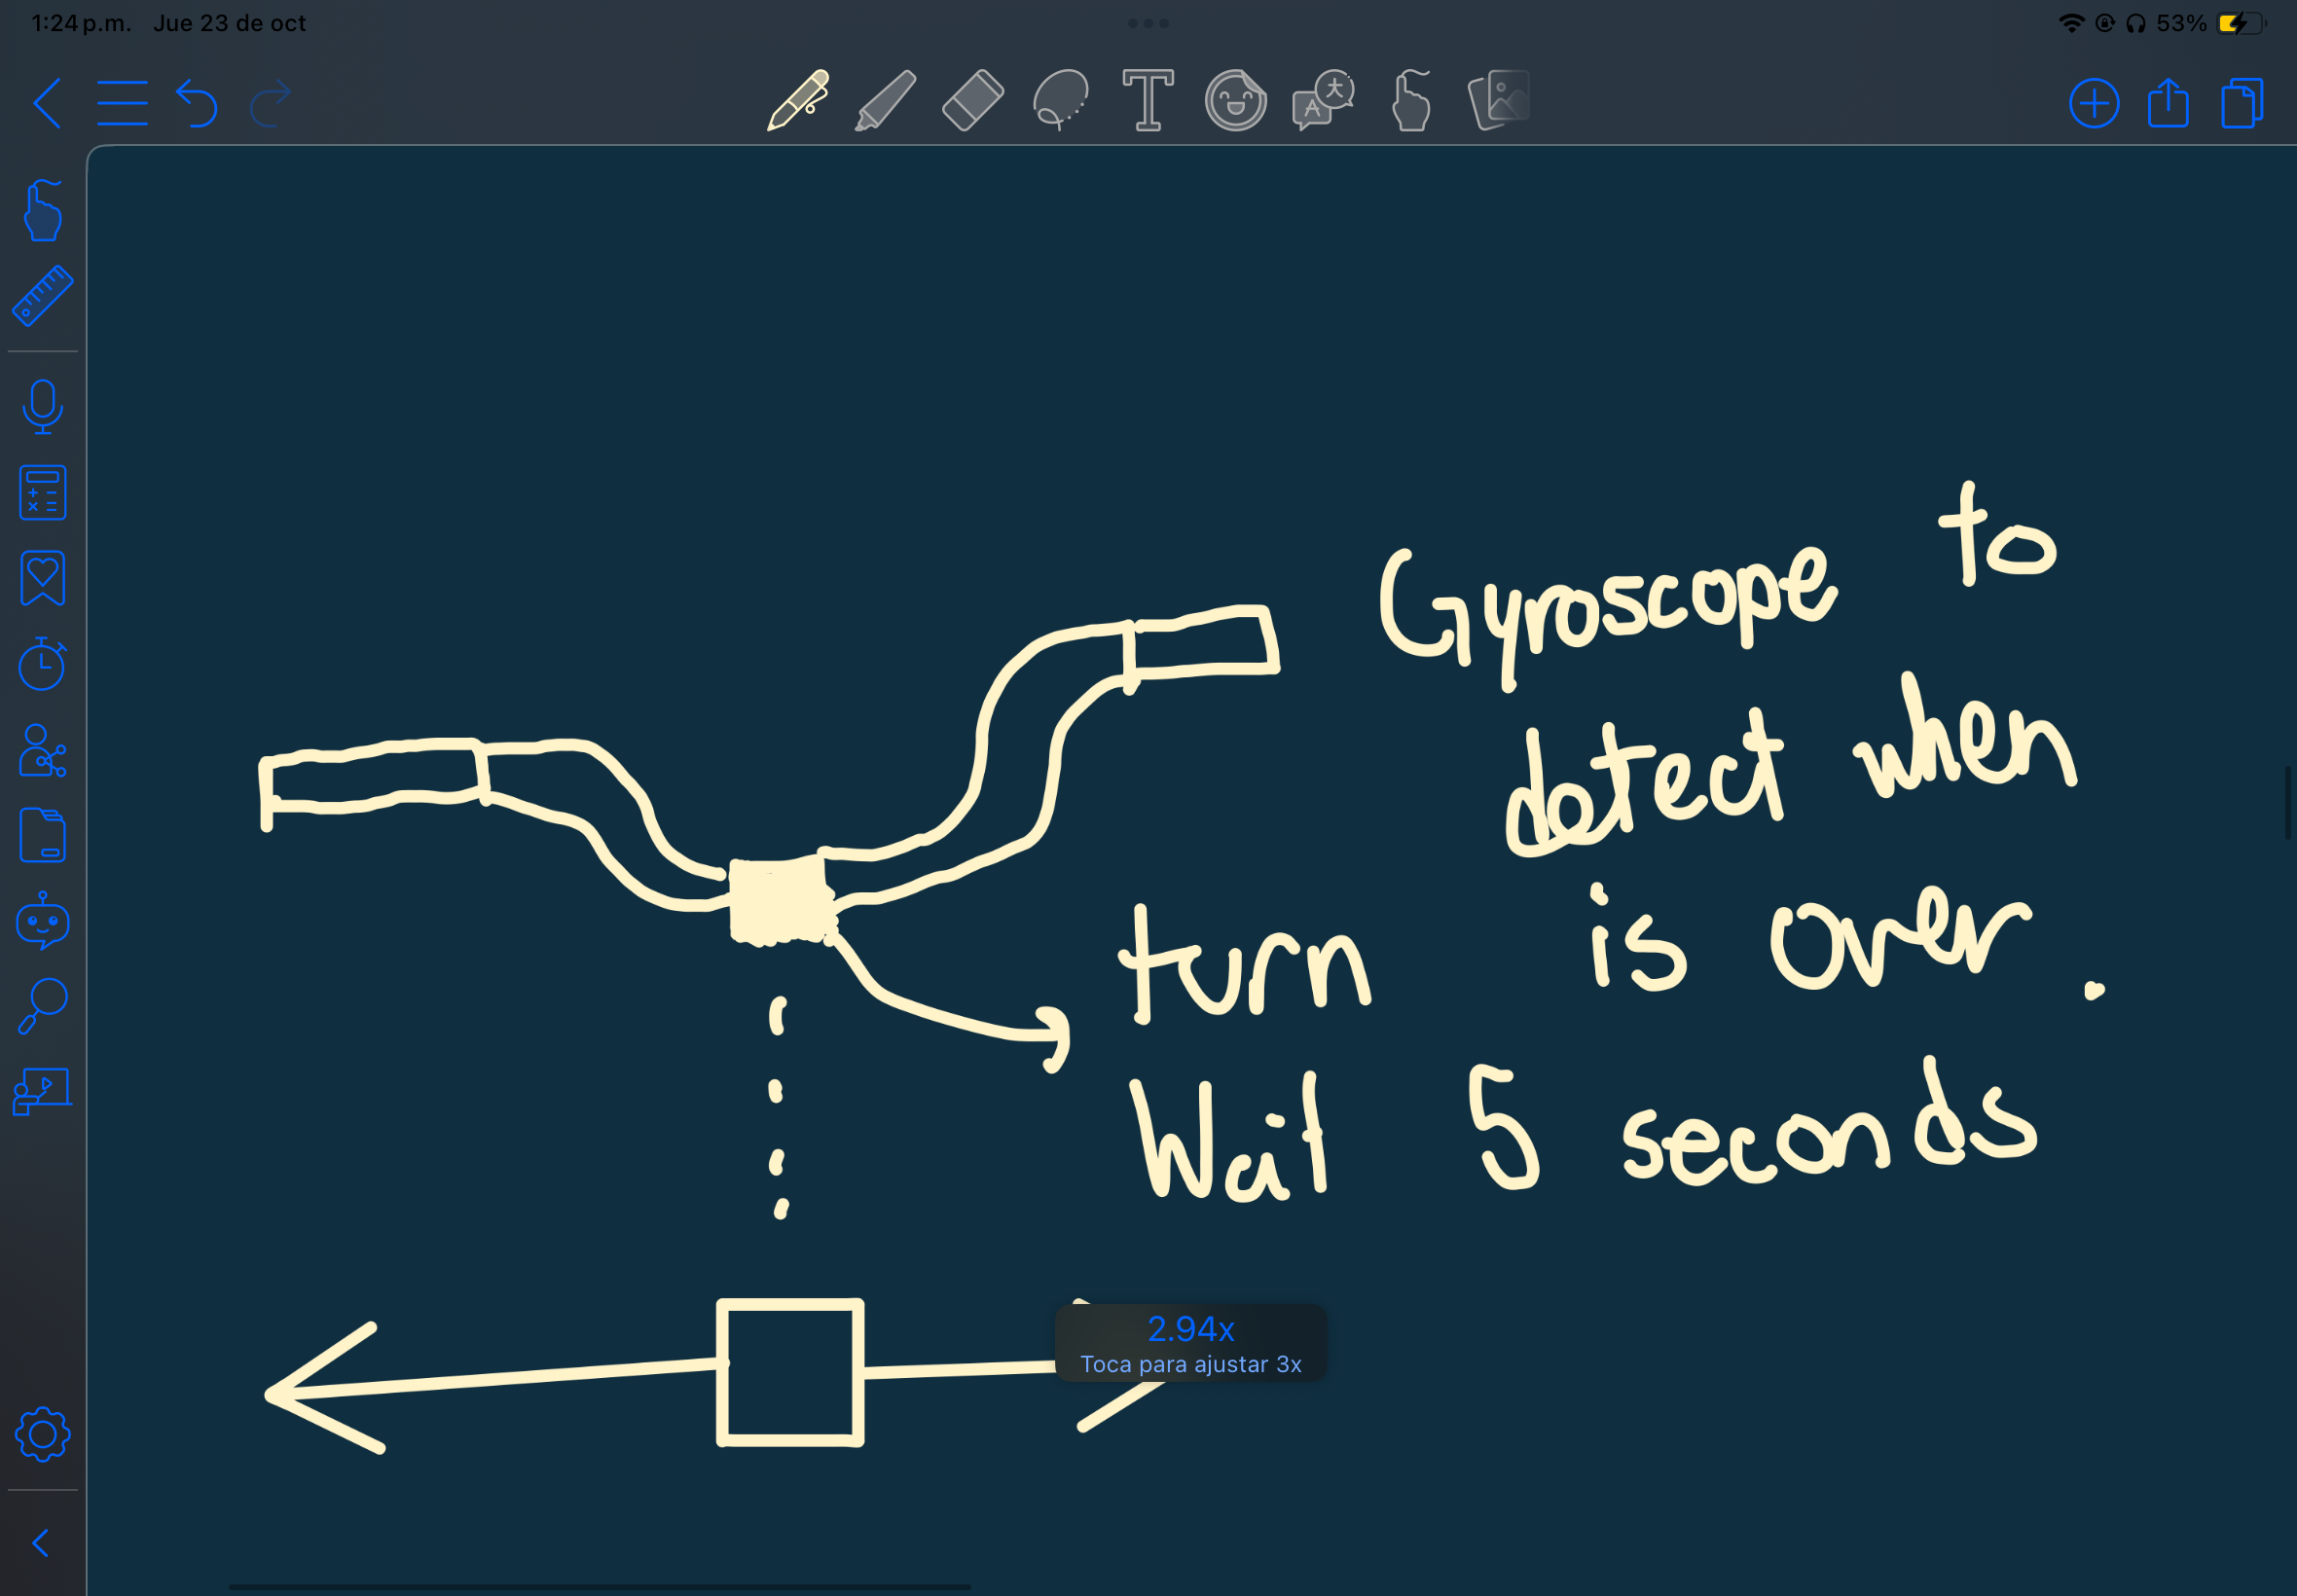 1:24 p.m. Jue 23 de oct
53%
Gyroscope to
detect when
turn is over.
Wait 5 seconds
2.94x
Toca para ajustar 3x